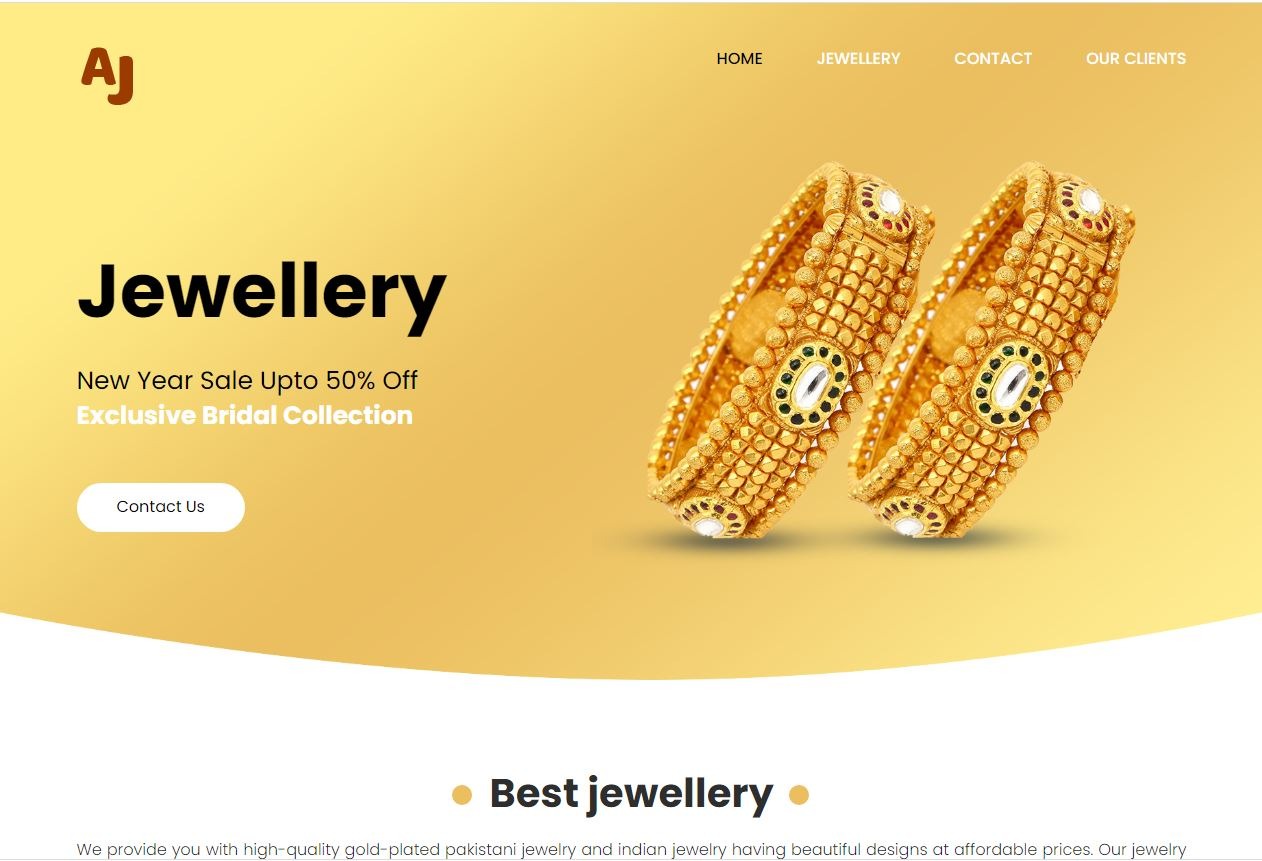 AJ
HOME JEWELLERY CONTACT OUR CLIENTS
Jewellery
New Year Sale Upto 50% Off
Exclusive Bridal Collection
Contact Us
Best jewellery
We provide you with high-quality gold-plated pakistani jewelry and indian jewelry having beautiful designs at affordable prices. Our jewelry